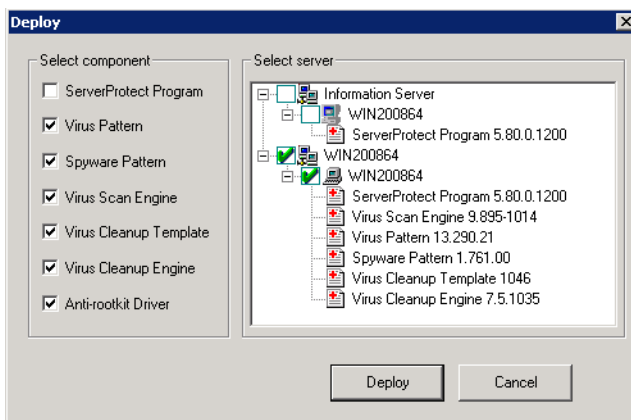 Deploy
Select component
ServerProtect Program
Virus Pattern
Spyware Pattern
Virus Scan Engine
Virus Cleanup Template
Virus Cleanup Engine
Anti-rootkit Driver
Select server
Information Server
WIN200864
ServerProtect Program 5.80.0.1200
WIN200864
WIN200864
ServerProtect Program 5.80.0.1200
Virus Scan Engine 9.895-1014
Virus Pattern 13.290.21
Spyware Pattern 1.761.00
Virus Cleanup Template 1046
Virus Cleanup Engine 7.5.1035
Deploy
Cancel